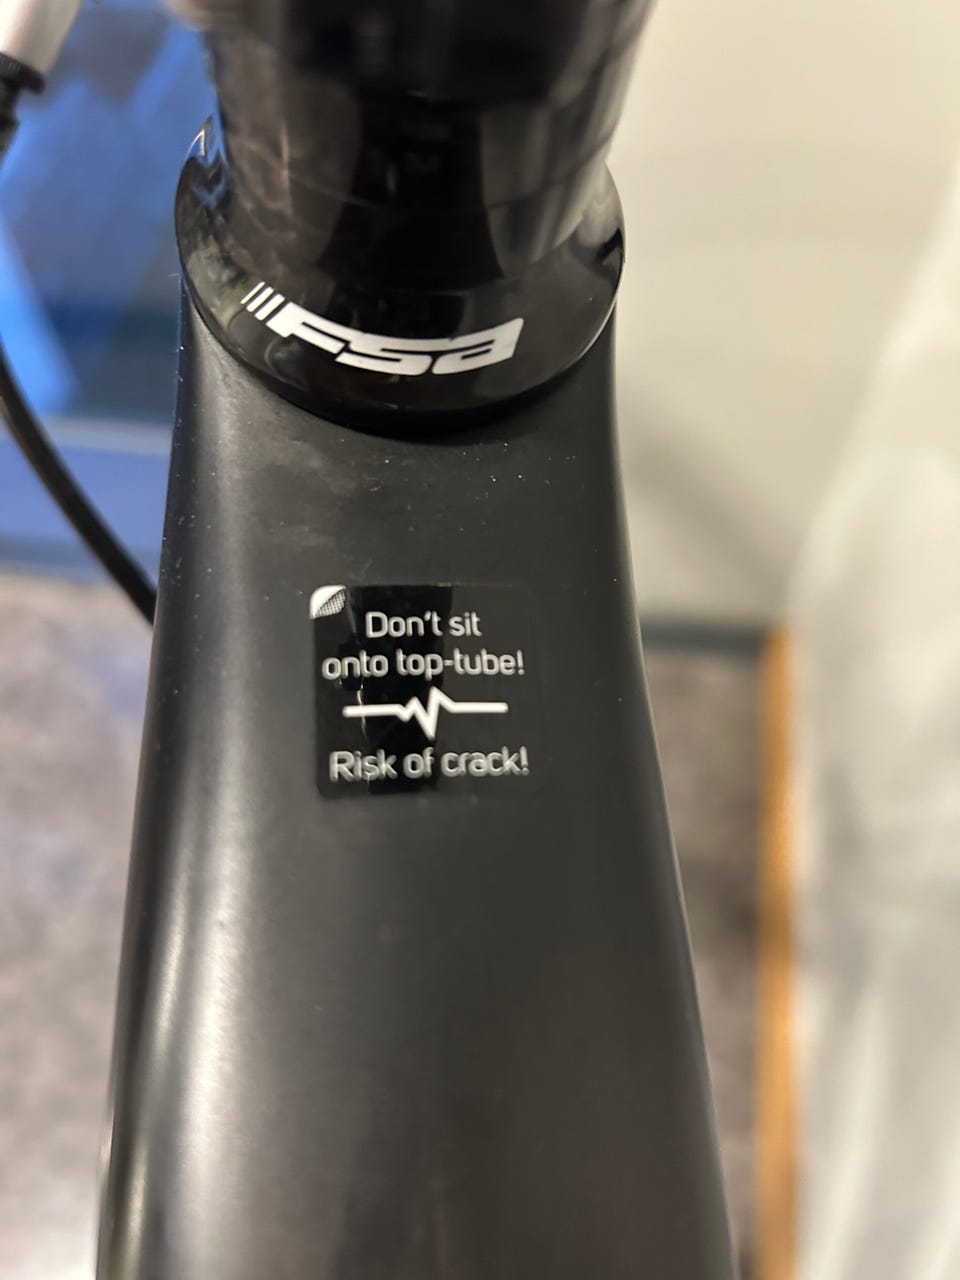 FSA
Don't sit
onto top-tube!
Risk of crack!